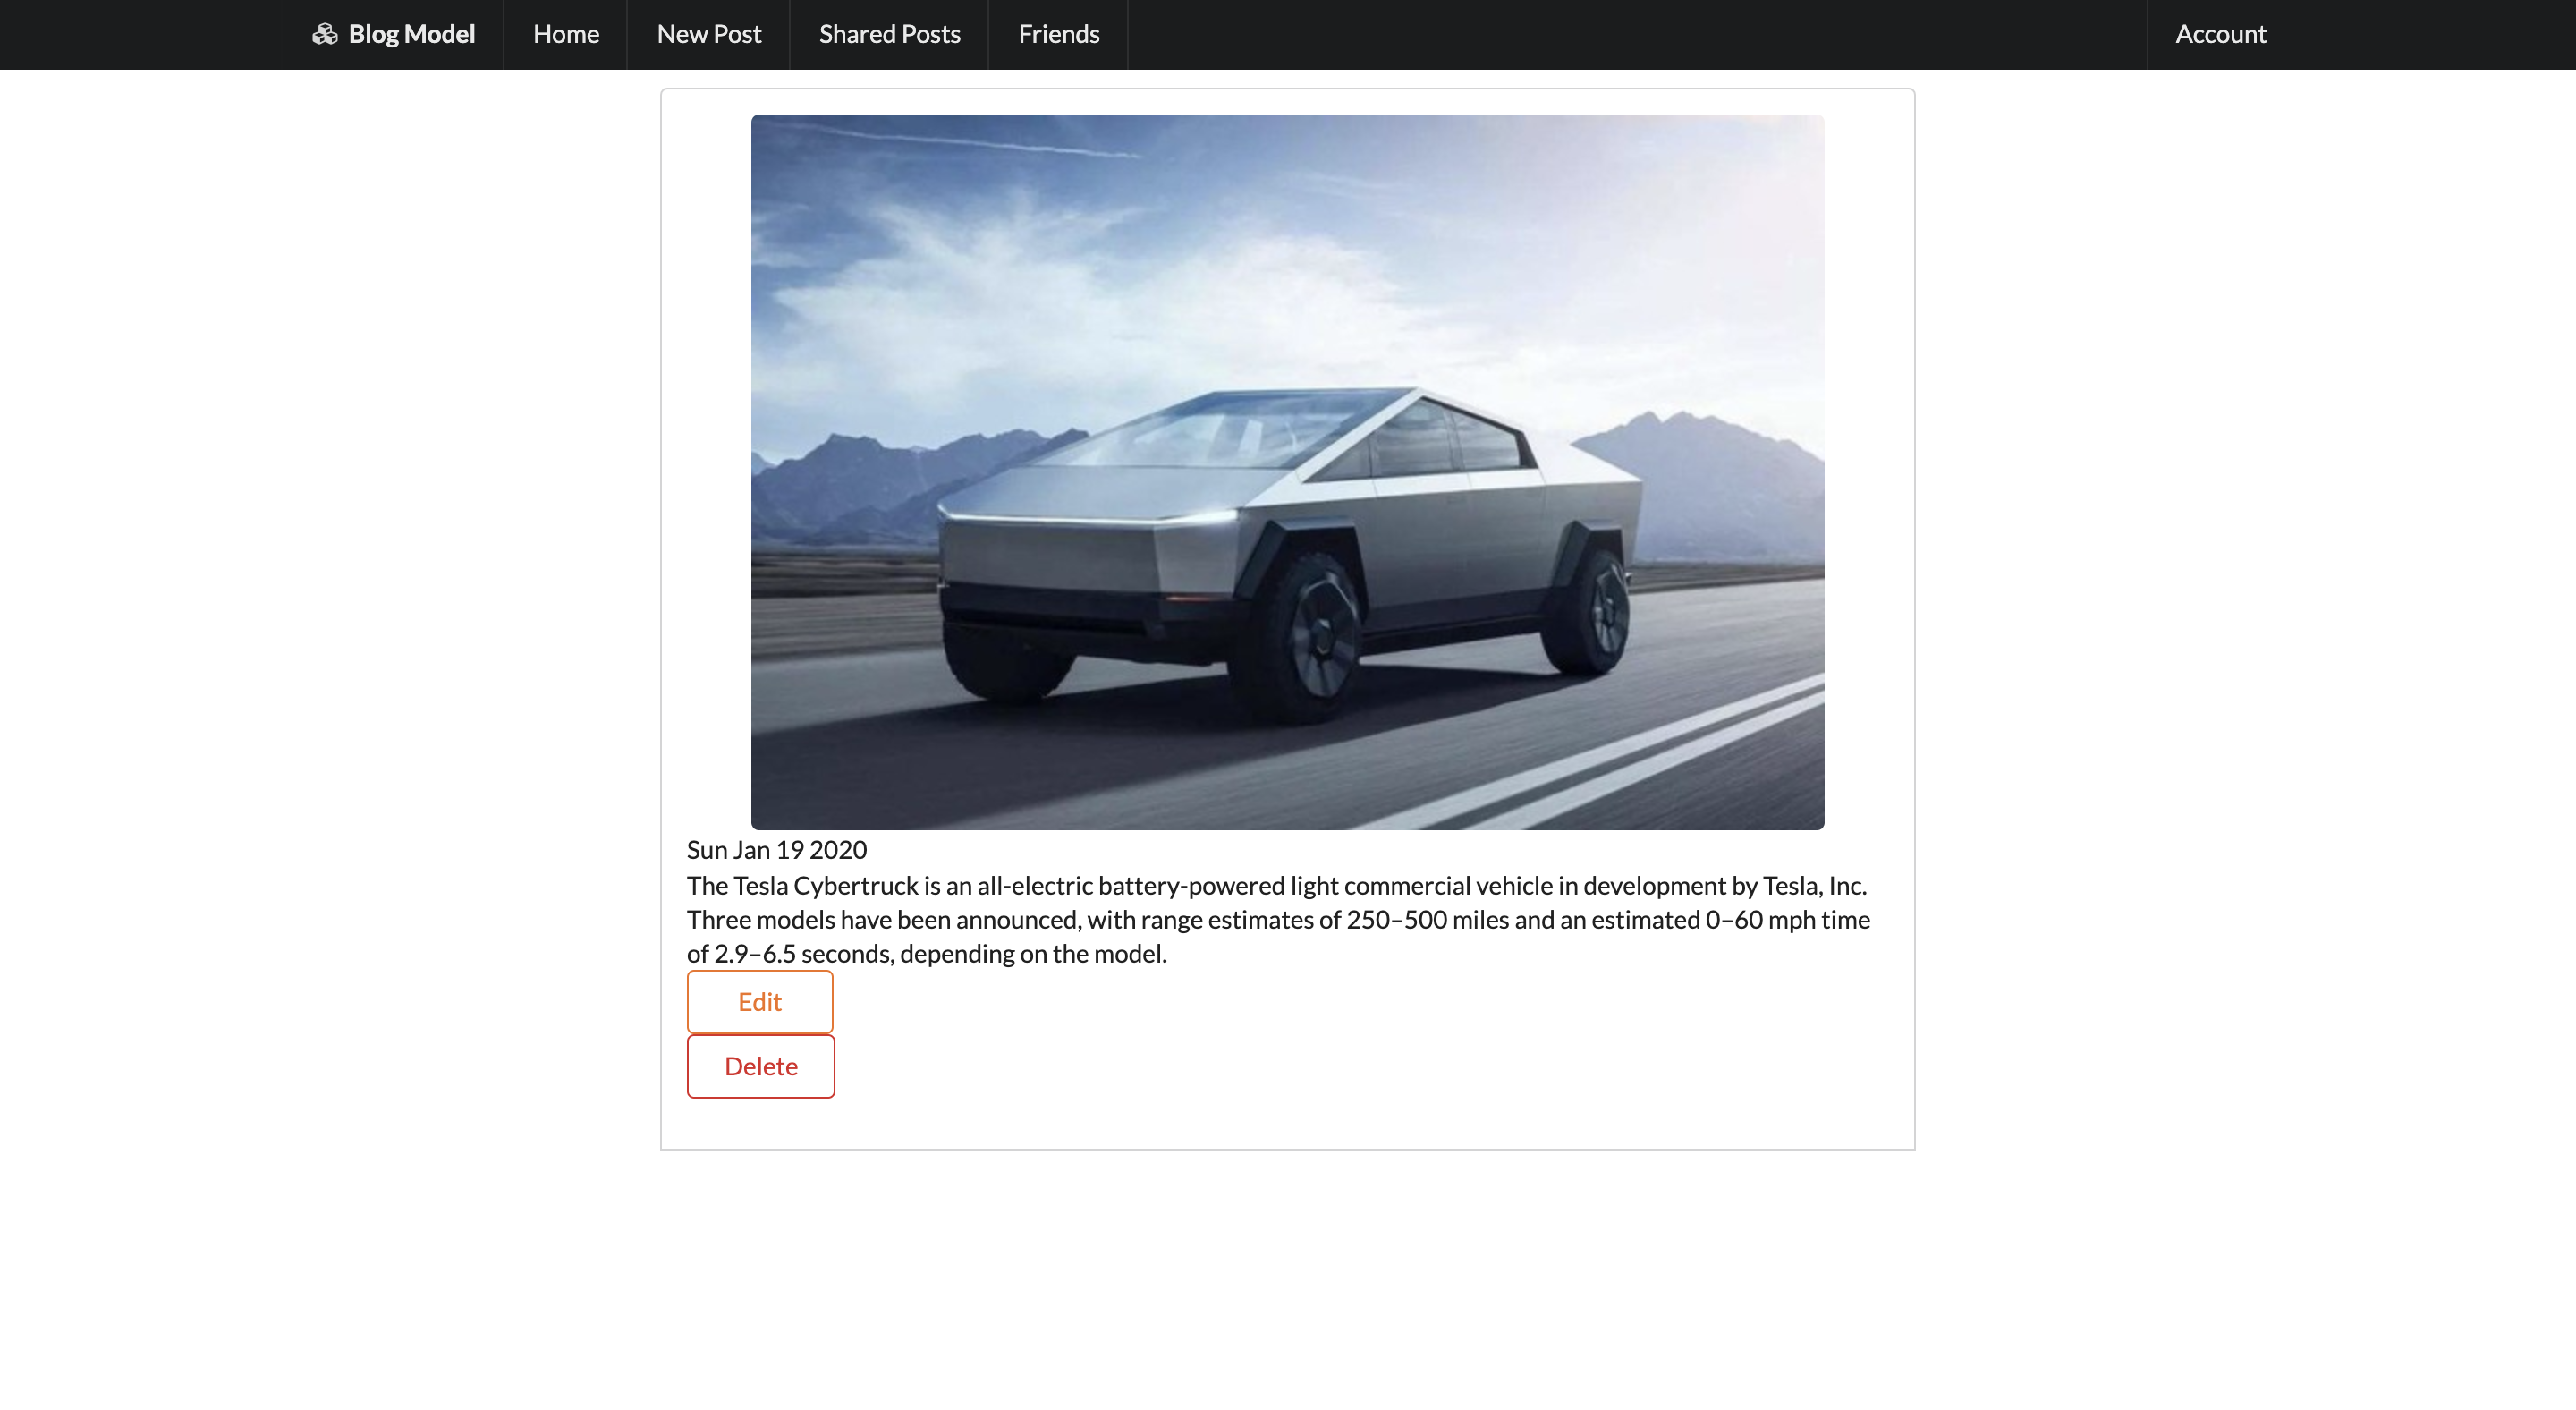 Blog Model
Home
New Post
Shared Posts
Friends
Account
Sun Jan 19 2020
The Tesla Cybertruck is an all-electric battery-powered light commercial vehicle in development by Tesla, Inc.
Three models have been announced, with range estimates of 250–500 miles and an estimated 0–60 mph time
of 2.9–6.5 seconds, depending on the model.
Edit
Delete